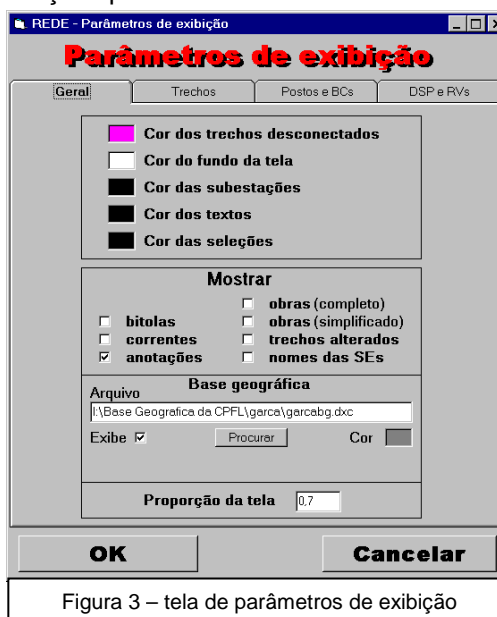 REDE - Parâmetros de exibição
Parâmetros de exibição
Geral Trechos Postos e BCs DSP e RVs
Cor dos trechos desconectados
Cor do fundo da tela
Cor das subestações
Cor dos textos
Cor das seleções
Mostrar
obras (completo)
bitolas obras (simplificado)
correntes trechos alterados
anotações nomes das SEs
Base geográfica
Arquivo
I:\Base Geografica da CPFL\garca\garcabg.dxc
Exibe Procurar Cor
Proporção da tela 0,7
OK Cancelar
Figura 3 – tela de parâmetros de exibição